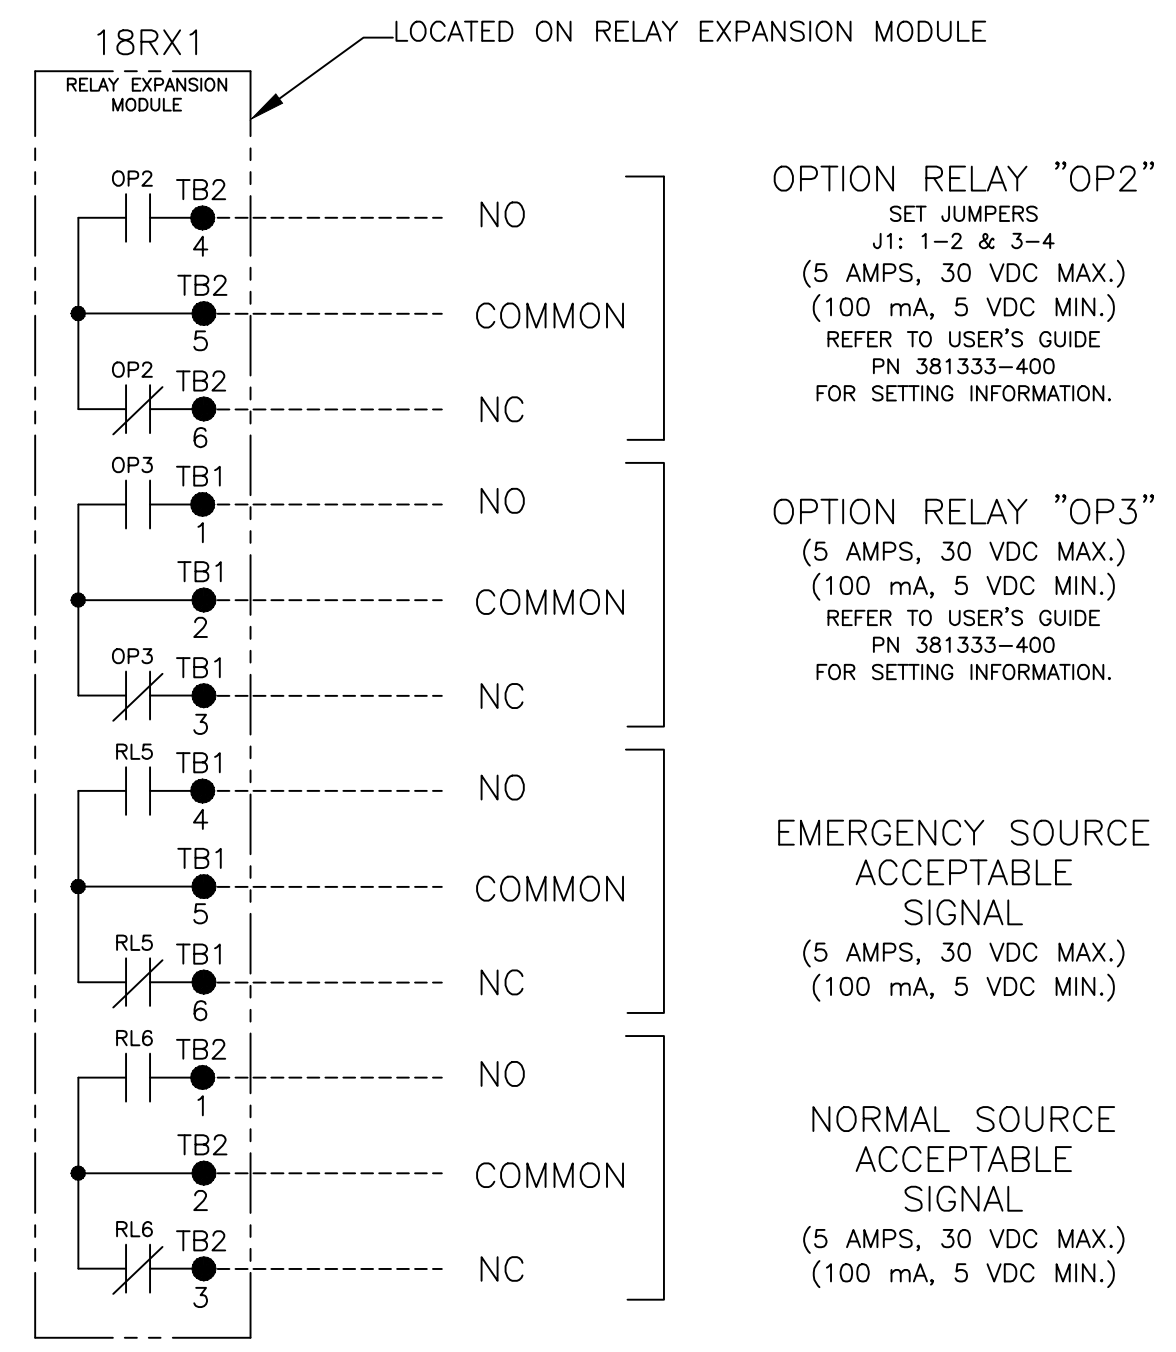 18RX1
LOCATED ON RELAY EXPANSION MODULE
RELAY EXPANSION
MODULE
OP2
TB2
4
NO
TB2
5
COMMON
OP2
TB2
6
NC
OPTION RELAY "OP2"
SET JUMPERS
J1: 1-2 & 3-4
(5 AMPS, 30 VDC MAX.)
(100 mA, 5 VDC MIN.)
REFER TO USER'S GUIDE
PN 381333-400
FOR SETTING INFORMATION.
OP3
TB1
1
NO
TB1
2
COMMON
OP3
TB1
3
NC
OPTION RELAY "OP3"
(5 AMPS, 30 VDC MAX.)
(100 mA, 5 VDC MIN.)
REFER TO USER'S GUIDE
PN 381333-400
FOR SETTING INFORMATION.
RL5
TB1
4
NO
TB1
5
COMMON
RL5
TB1
6
NC
EMERGENCY SOURCE
ACCEPTABLE
SIGNAL
(5 AMPS, 30 VDC MAX.)
(100 mA, 5 VDC MIN.)
RL6
TB2
1
NO
TB2
2
COMMON
RL6
TB2
3
NC
NORMAL SOURCE
ACCEPTABLE
SIGNAL
(5 AMPS, 30 VDC MAX.)
(100 mA, 5 VDC MIN.)